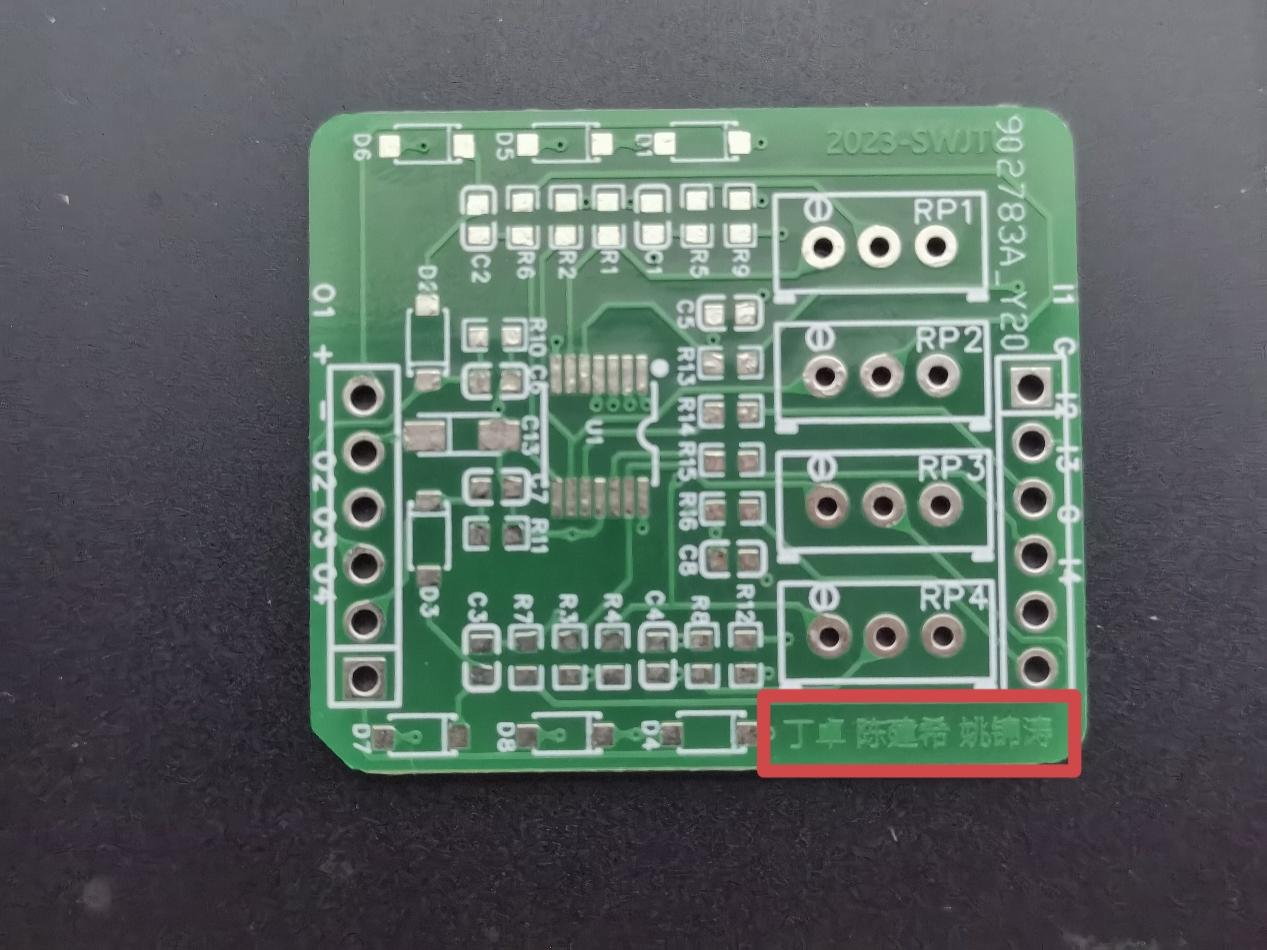 D6
D5
D1
2023-SWJTU
902783A_Y20
C2
R6
R2
R1
C1
R5
R9
RP1
D2
O1
I1
C5
R10
R13
RP2
+
G
-
I2
R14
C13
U1
R15
RP3
O2
I3
C7
R16
O3
G
R11
C8
O4
I4
D3
C3
R7
R3
R4
C4
R8
R12
RP4
D7
D8
D4
丁卓 陈建希 姚锦涛